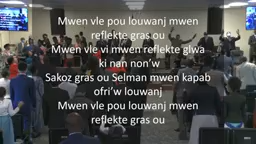 Mwen vle pou louwanj mwen
reflekte gras ou
Mwen vle vi mwen reflekte glwa
ki nan non'w
Sakoz gras ou Selman mwen kapab
ofri'w louwanj
Mwen vle pou louwanj mwen
reflekte gras ou